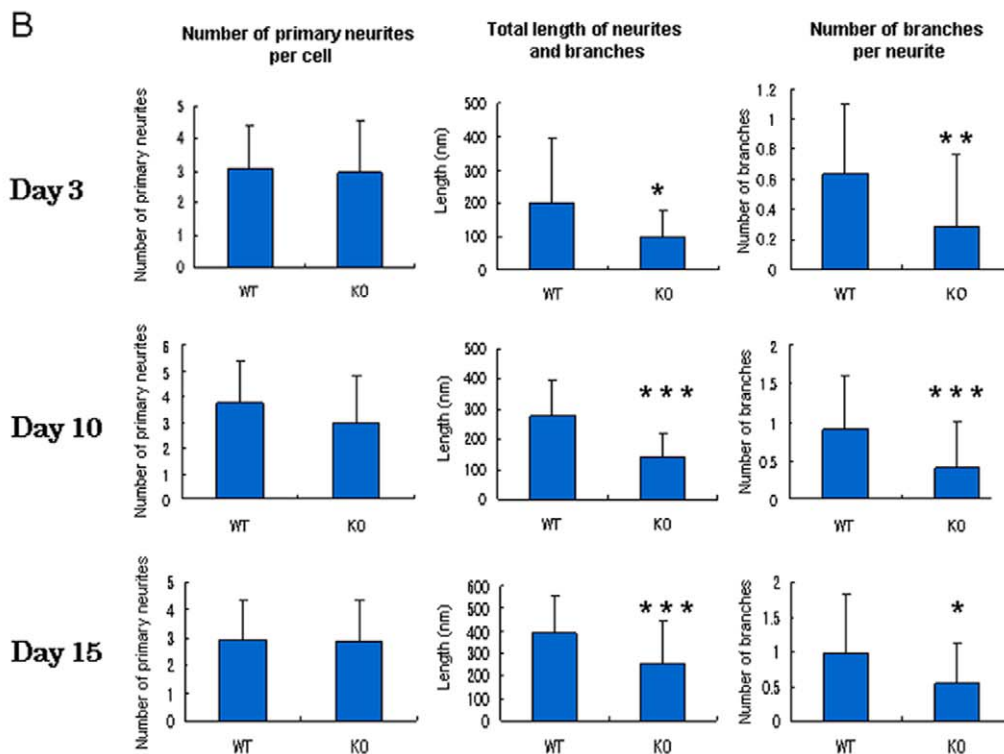 B
Number of primary neurites
per cell
Total length of neurites
and branches
Number of branches
per neurite
Day 3
Number of primary neurites
5
4
3
2
1
0
WT
KO
Length (nm)
500
400
300
200
100
0
*
WT
KO
Number of branches
1.2
1
0.8
0.6
0.4
0.2
0
* *
WT
KO
Day 10
Number of primary neurites
6
5
4
3
2
1
0
WT
KO
Length (nm)
500
400
300
200
100
0
* * *
WT
KO
Number of branches
2
1.5
1
0.5
0
* * *
WT
KO
Day 15
Number of primary neurites
5
4
3
2
1
0
WT
KO
Length (nm)
600
500
400
300
200
100
0
* * *
WT
KO
Number of branches
2
1.5
1
0.5
0
*
WT
KO